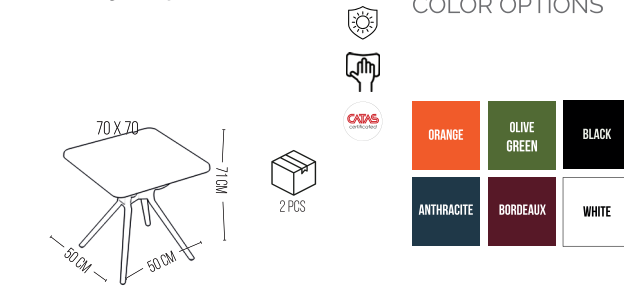 COLOR OPTIONS
70 X 70
71 CM
50 CM
50 CM
2 PCS
CATAS
certificated
ORANGE
OLIVE
GREEN
BLACK
ANTHRACITE
BORDEAUX
WHITE